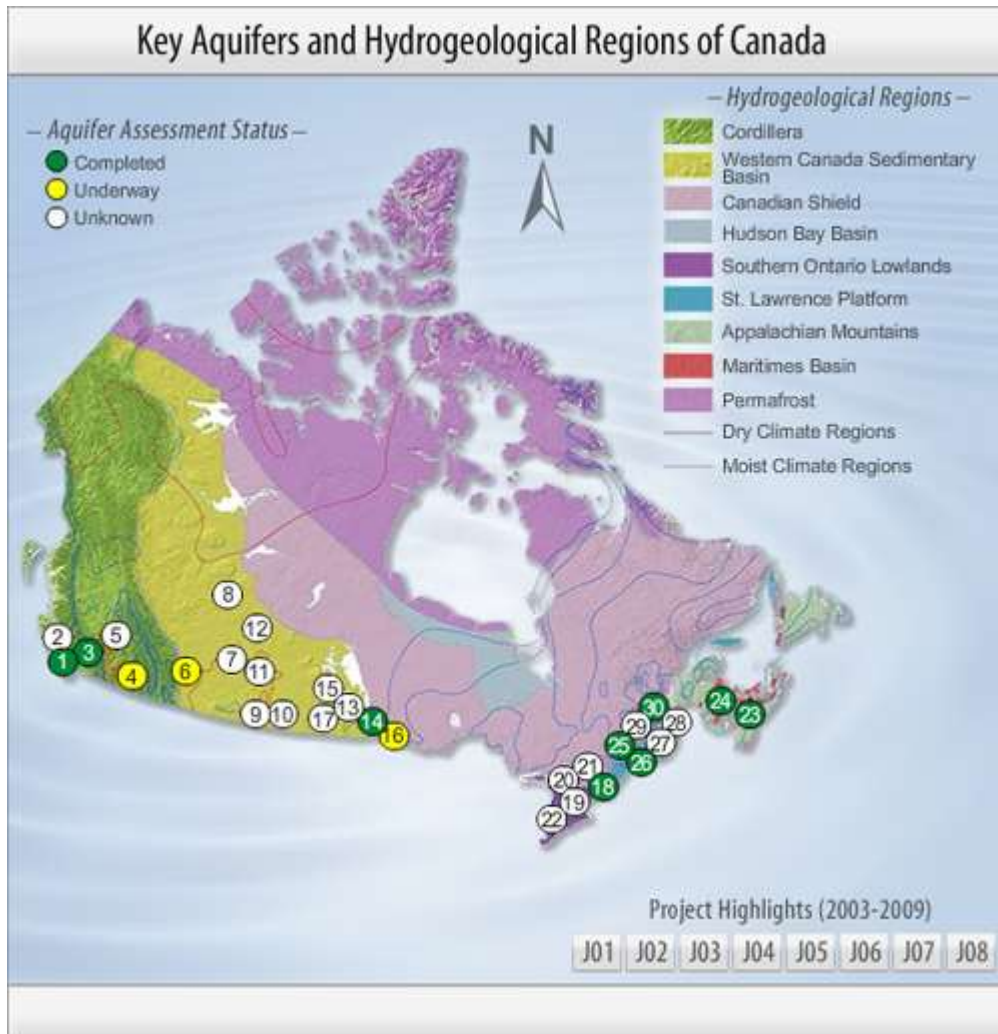 Key Aquifers and Hydrogeological Regions of Canada
– Aquifer Assessment Status –
Completed
Underway
Unknown
N
– Hydrogeological Regions –
Cordillera
Western Canada Sedimentary
Basin
Canadian Shield
Hudson Bay Basin
Southern Ontario Lowlands
St. Lawrence Platform
Appalachian Mountains
Maritimes Basin
Permafrost
Dry Climate Regions
Moist Climate Regions
8
12
2
5
1
3
4
6
7
11
15
13
9
10
17
14
16
30
24
23
29
28
25
27
26
21
20
18
19
22
Project Highlights (2003-2009)
J01 J02 J03 J04 J05 J06 J07 J08